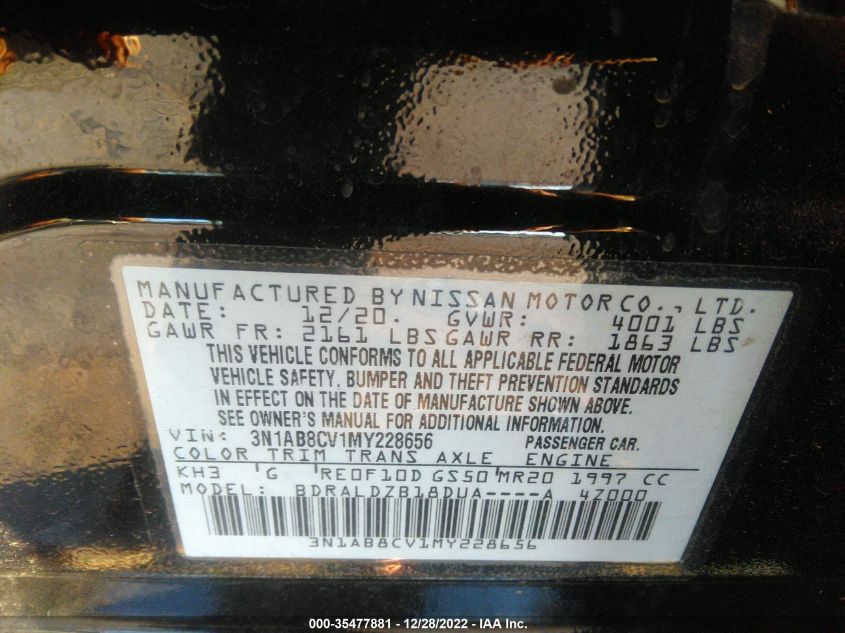 MANUFACTURED BY NISSAN MOTOR CO., LTD.
DATE: 12/20. GVWR: 4001 LBS
GAWR FR: 2161 LBS GAWR RR: 1863 LBS
THIS VEHICLE CONFORMS TO ALL APPLICABLE FEDERAL MOTOR
VEHICLE SAFETY, BUMPER AND THEFT PREVENTION STANDARDS
IN EFFECT ON THE DATE OF MANUFACTURE SHOWN ABOVE.
SEE OWNER'S MANUAL FOR ADDITIONAL INFORMATION.
VIN: 3N1AB8CV1MY228656 PASSENGER CAR.
COLOR TRIM TRANS AXLE ENGINE
KH3 G RE0F10D GS50 MR20 1997 CC
MODEL: BDRALDZB18DUA----A 4Z000
3N1AB8CV1MY228656
000-35477881 - 12/28/2022 - IAA Inc.